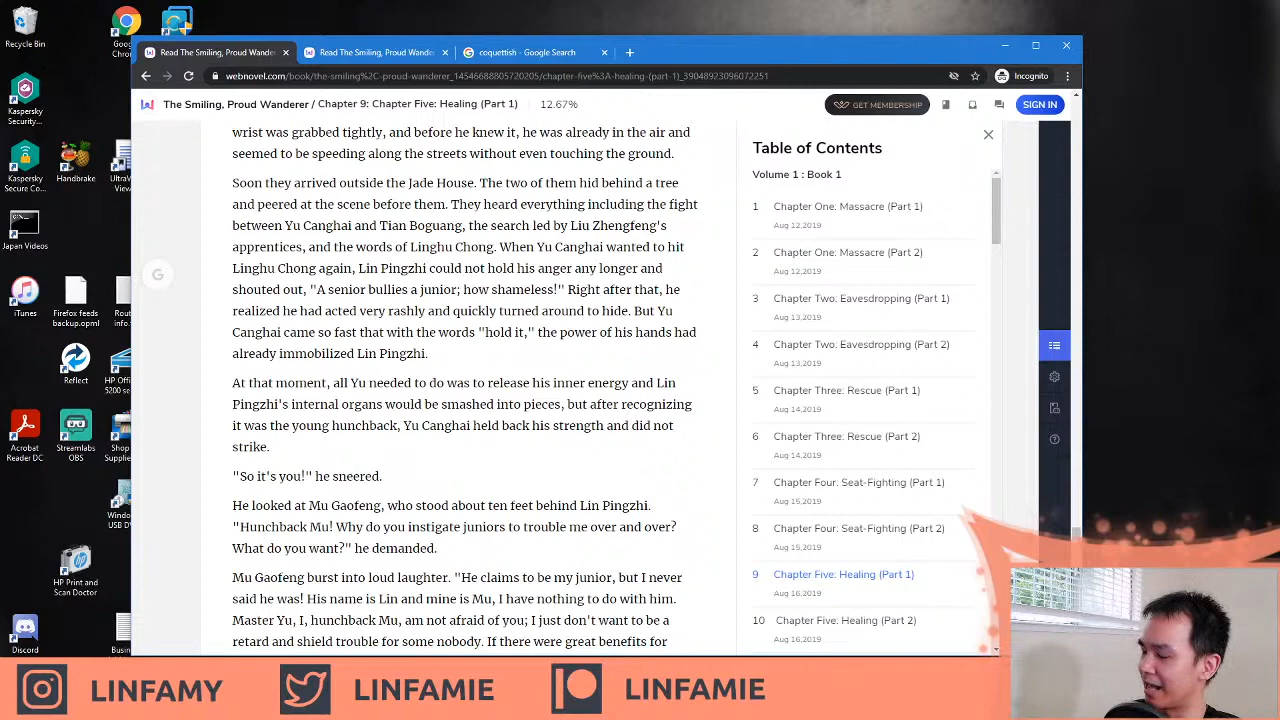 Recycle Bin
Google Chrom
Read The Smiling, Proud Wander
Read The Smiling, Proud Wande
coquettish - Google Search
webnovel.com/book/the-smiling%2C-proud-wanderer_14546688805720205/chapter-five%3A-healing-(part-1)_39048923096072251
Incognito
The Smiling, Proud Wanderer / Chapter 9: Chapter Five: Healing (Part 1)
12.67%
GET MEMBERSHIP
SIGN IN
Kaspersky Security...
Kaspersky Secure Co...
Handbrake
UltraV
Japan Videos
iTunes
Firefox feeds backup.opml
Route info..
Reflect
HP Offic 5200 se
Acrobat Reader DC
Streamlabs OBS
Shop Supplie
Windo USB DV
HP Print and Scan Doctor
Discord
wrist was grabbed tightly, and before he knew it, he was already in the air and
seemed to be speeding along the streets without even touching the ground.
Soon they arrived outside the Jade House. The two of them hid behind a tree
and peered at the scene before them. They heard everything including the fight
between Yu Canghai and Tian Boguang, the search led by Liu Zhengfeng's
apprentices, and the words of Linghu Chong. When Yu Canghai wanted to hit
Linghu Chong again, Lin Pingzhi could not hold his anger any longer and
shouted out, "A senior bullies a junior; how shameless!" Right after that, he
realized he had acted very rashly and quickly turned around to hide. But Yu
Canghai came so fast that with the words "hold it," the power of his hands had
already immobilized Lin Pingzhi.
At that moment, all Yu needed to do was to release his inner energy and Lin
Pingzhi's internal organs would be smashed into pieces, but after recognizing
it was the young hunchback, Yu Canghai held back his strength and did not
strike.
"So it's you!" he sneered.
He looked at Mu Gaofeng, who stood about ten feet behind Lin Pingzhi.
"Hunchback Mu! Why do you instigate juniors to trouble me over and over?
What do you want?" he demanded.
Mu Gaofeng burst into loud laughter. "He claims to be my junior, but I never
said he was! His name is Lin and mine is Mu, I have nothing to do with him.
Master Yu, I, hunchback Mu, am not afraid of you; I just don't want to be a
retard and shield trouble for some nobody. If there were great benefits for
Table of Contents
Volume 1 : Book 1
1 Chapter One: Massacre (Part 1)
Aug 12,2019
2 Chapter One: Massacre (Part 2)
Aug 12,2019
3 Chapter Two: Eavesdropping (Part 1)
Aug 13,2019
4 Chapter Two: Eavesdropping (Part 2)
Aug 13,2019
5 Chapter Three: Rescue (Part 1)
Aug 14,2019
6 Chapter Three: Rescue (Part 2)
Aug 14,2019
7 Chapter Four: Seat-Fighting (Part 1)
Aug 15,2019
8 Chapter Four: Seat-Fighting (Part 2)
Aug 15,2019
9 Chapter Five: Healing (Part 1)
Aug 16,2019
10 Chapter Five: Healing (Part 2)
Aug 16,2019
LINFAMY
LINFAMIE
LINFAMIE